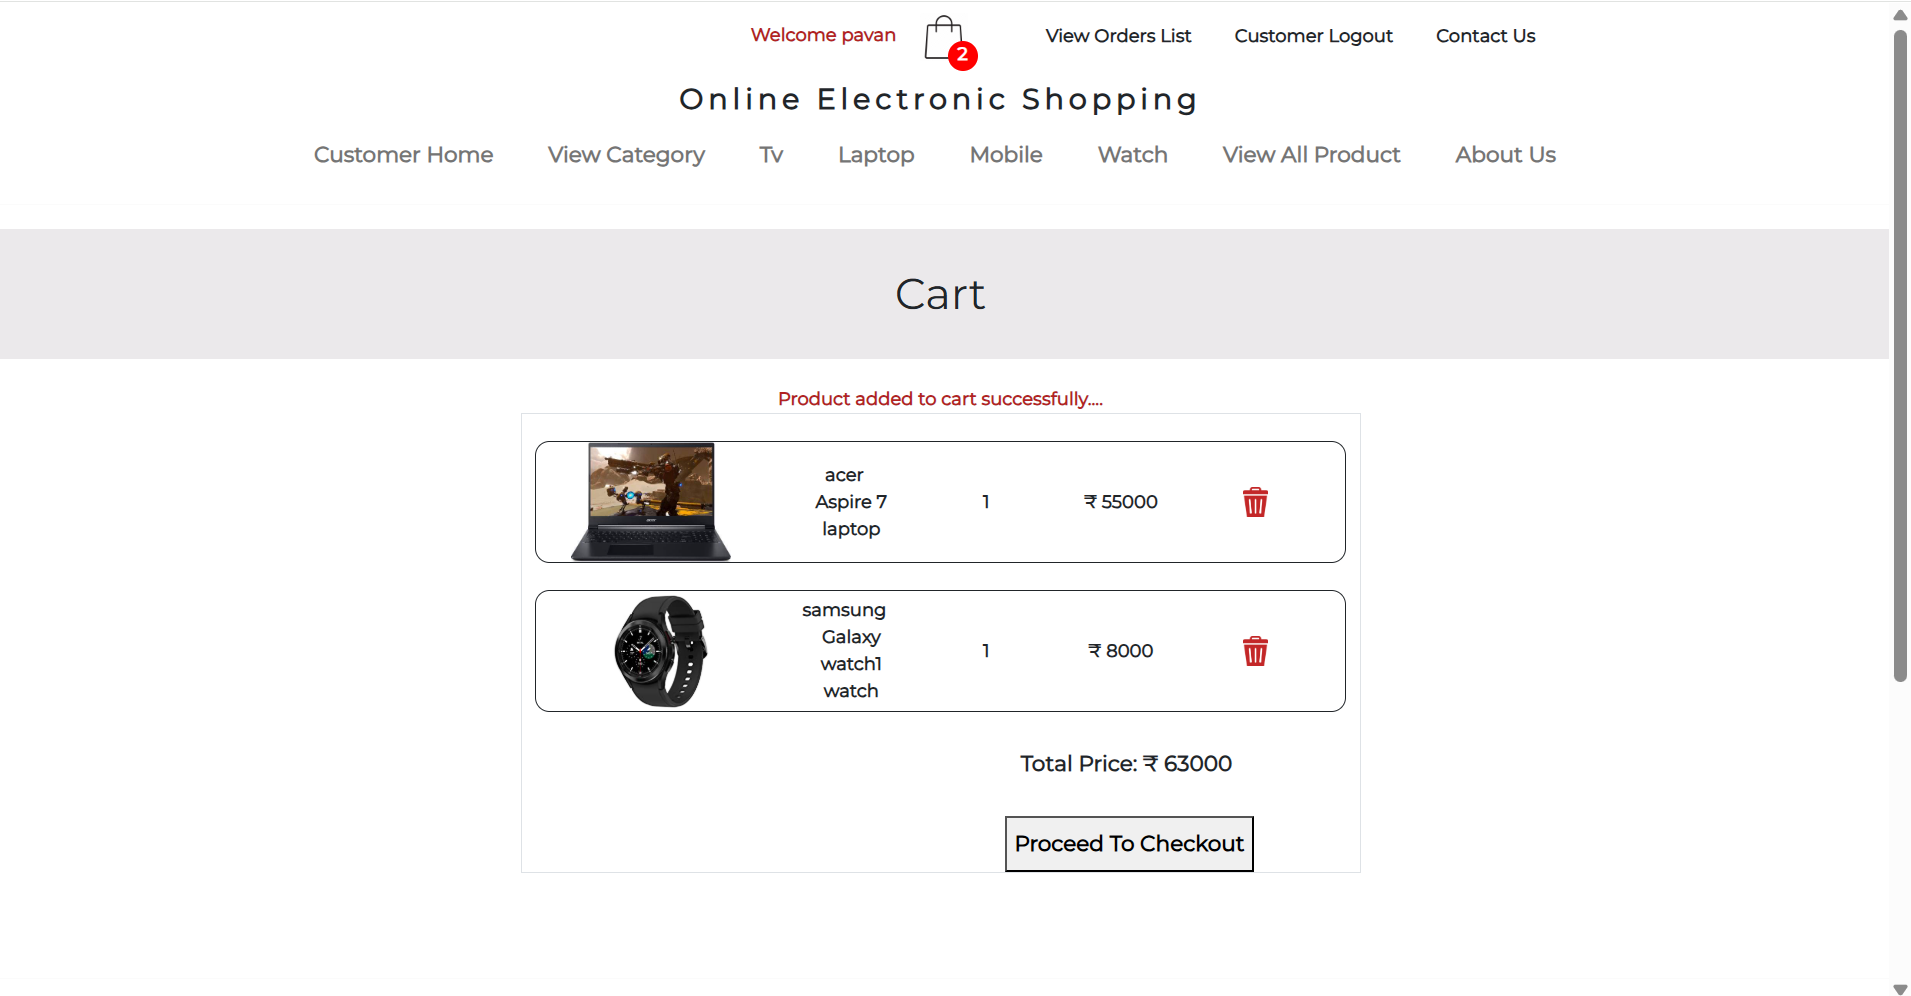 Welcome pavan
2
View Orders List
Customer Logout
Contact Us
Online Electronic Shopping
Customer Home
View Category
Tv
Laptop
Mobile
Watch
View All Product
About Us
Cart
Product added to cart successfully....
acer
Aspire 7
laptop
1
₹ 55000
samsung
Galaxy
watch1
watch
1
₹ 8000
Total Price: ₹ 63000
Proceed To Checkout